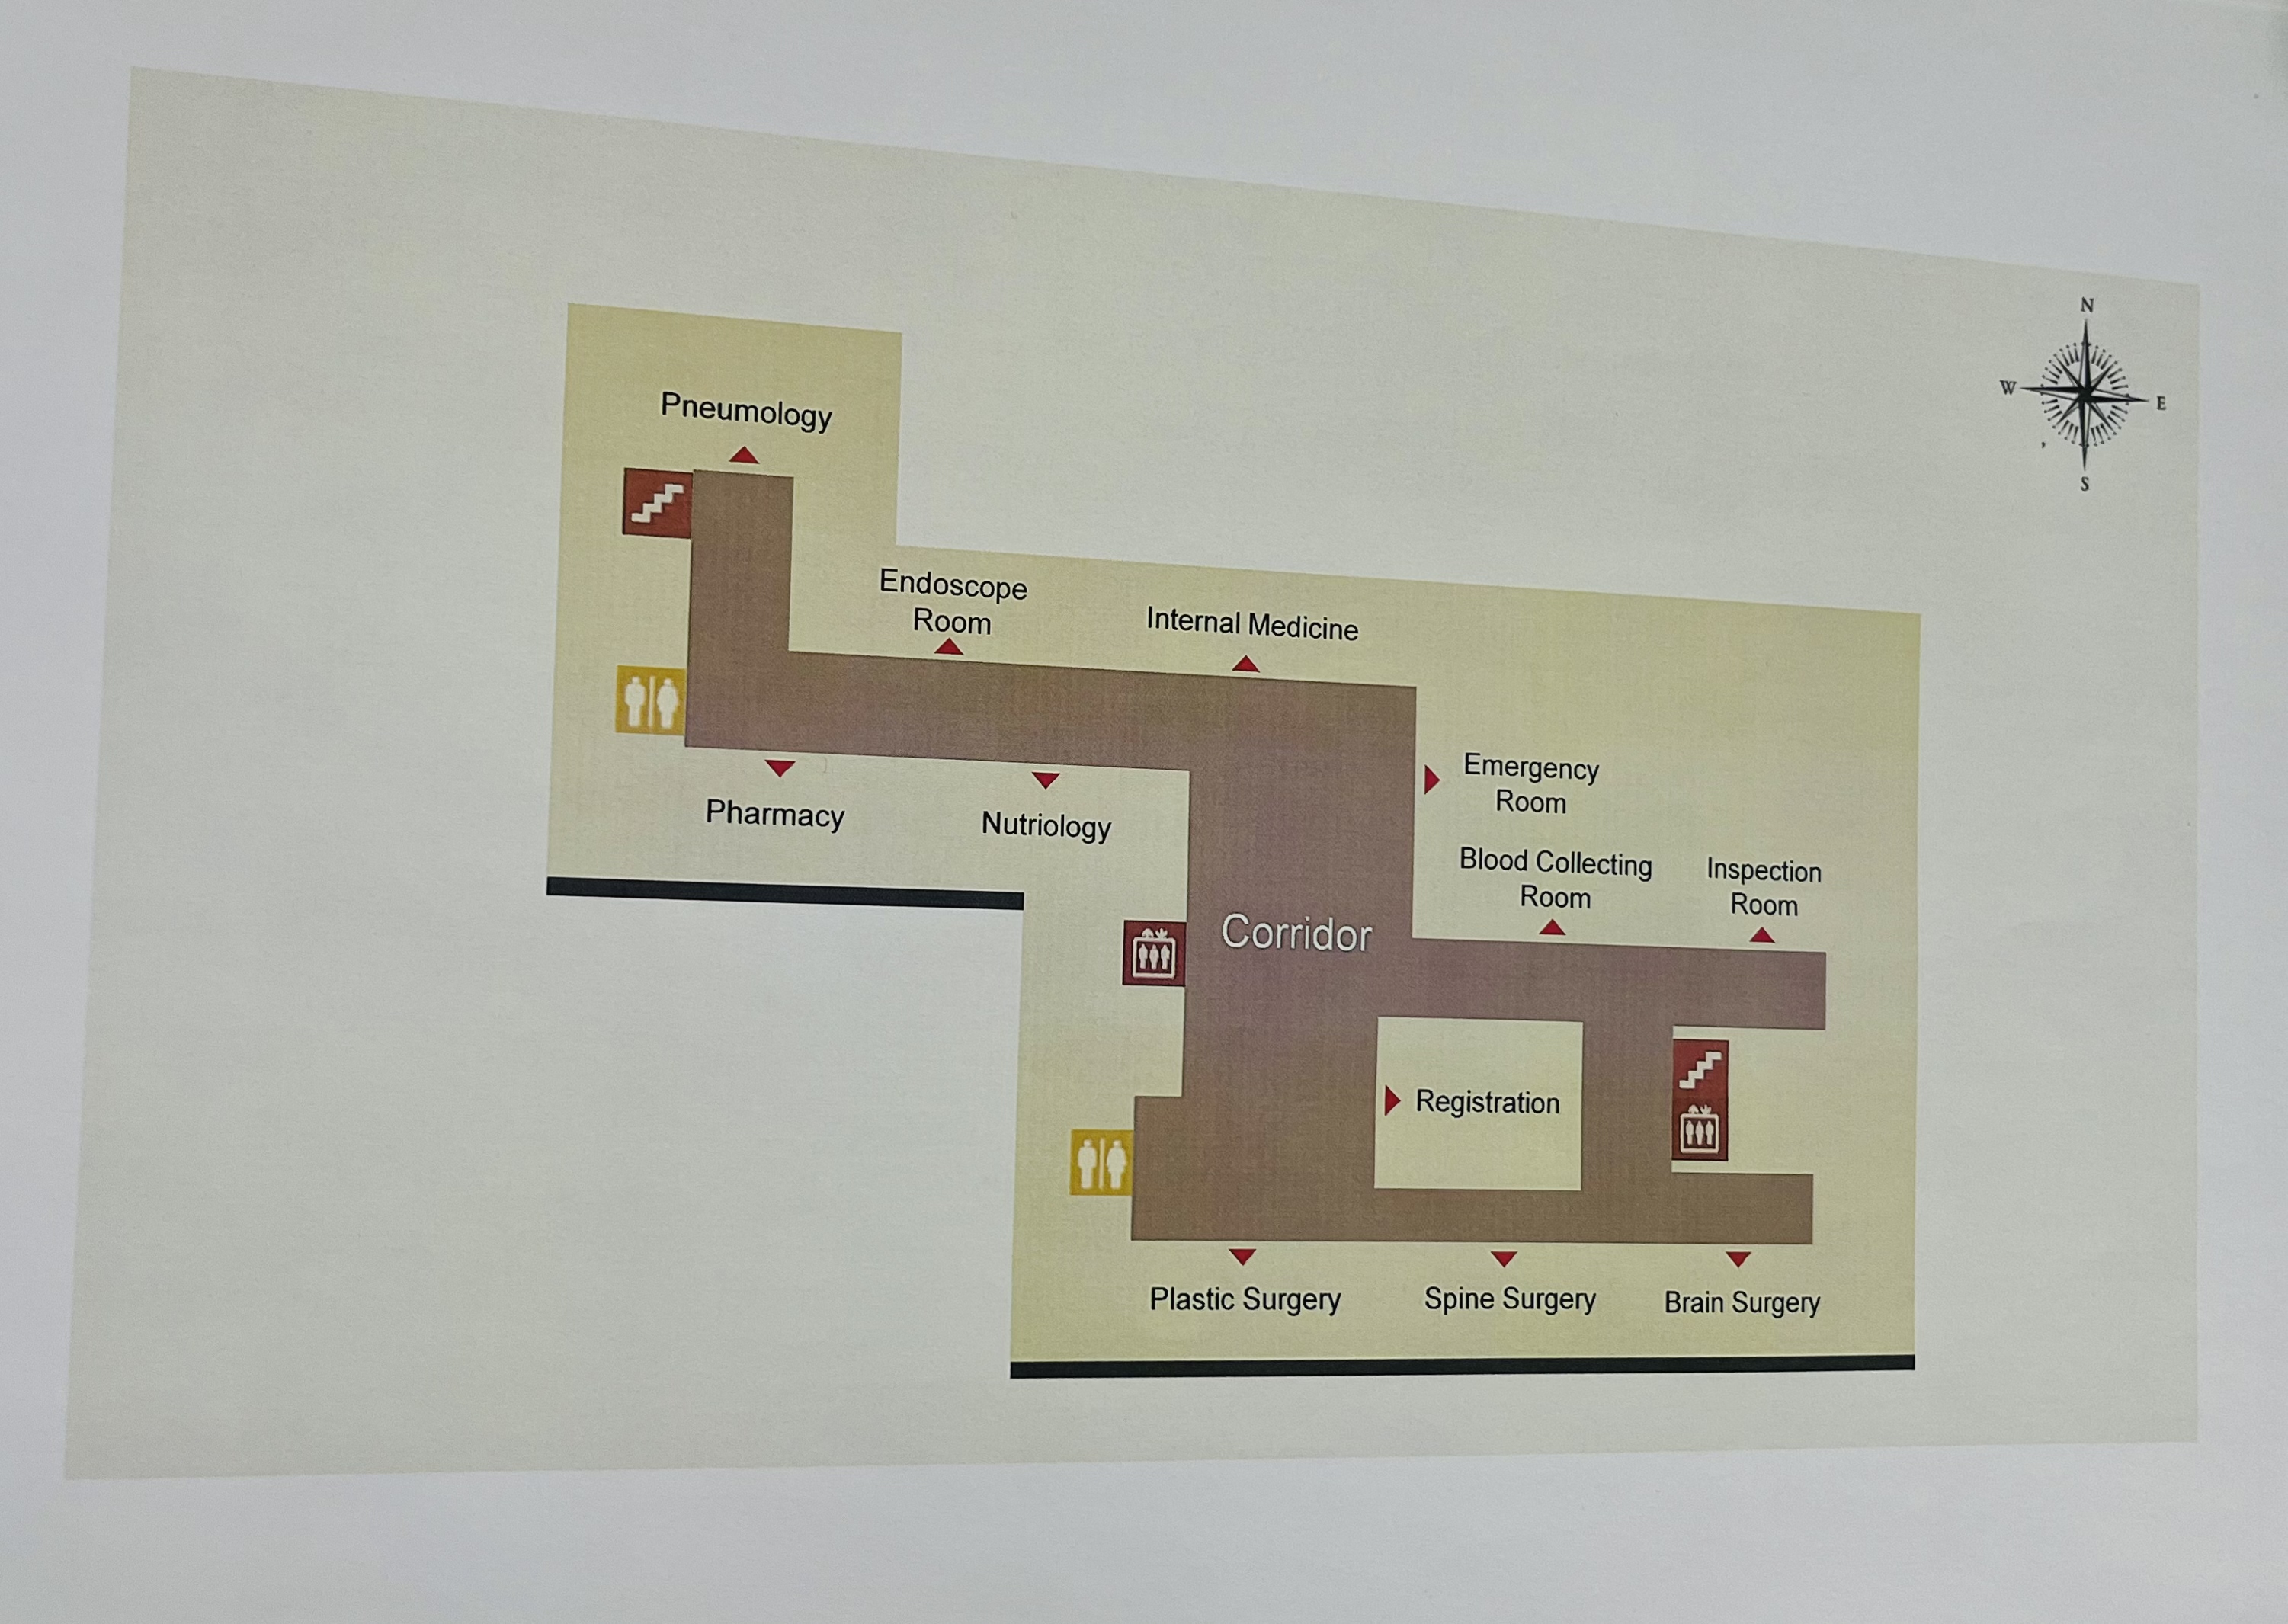 N
W
E
S
Pneumology
Endoscope
Room
Internal Medicine
Emergency
Room
Pharmacy
Nutriology
Blood Collecting
Room
Inspection
Room
Corridor
Registration
Plastic Surgery
Spine Surgery
Brain Surgery